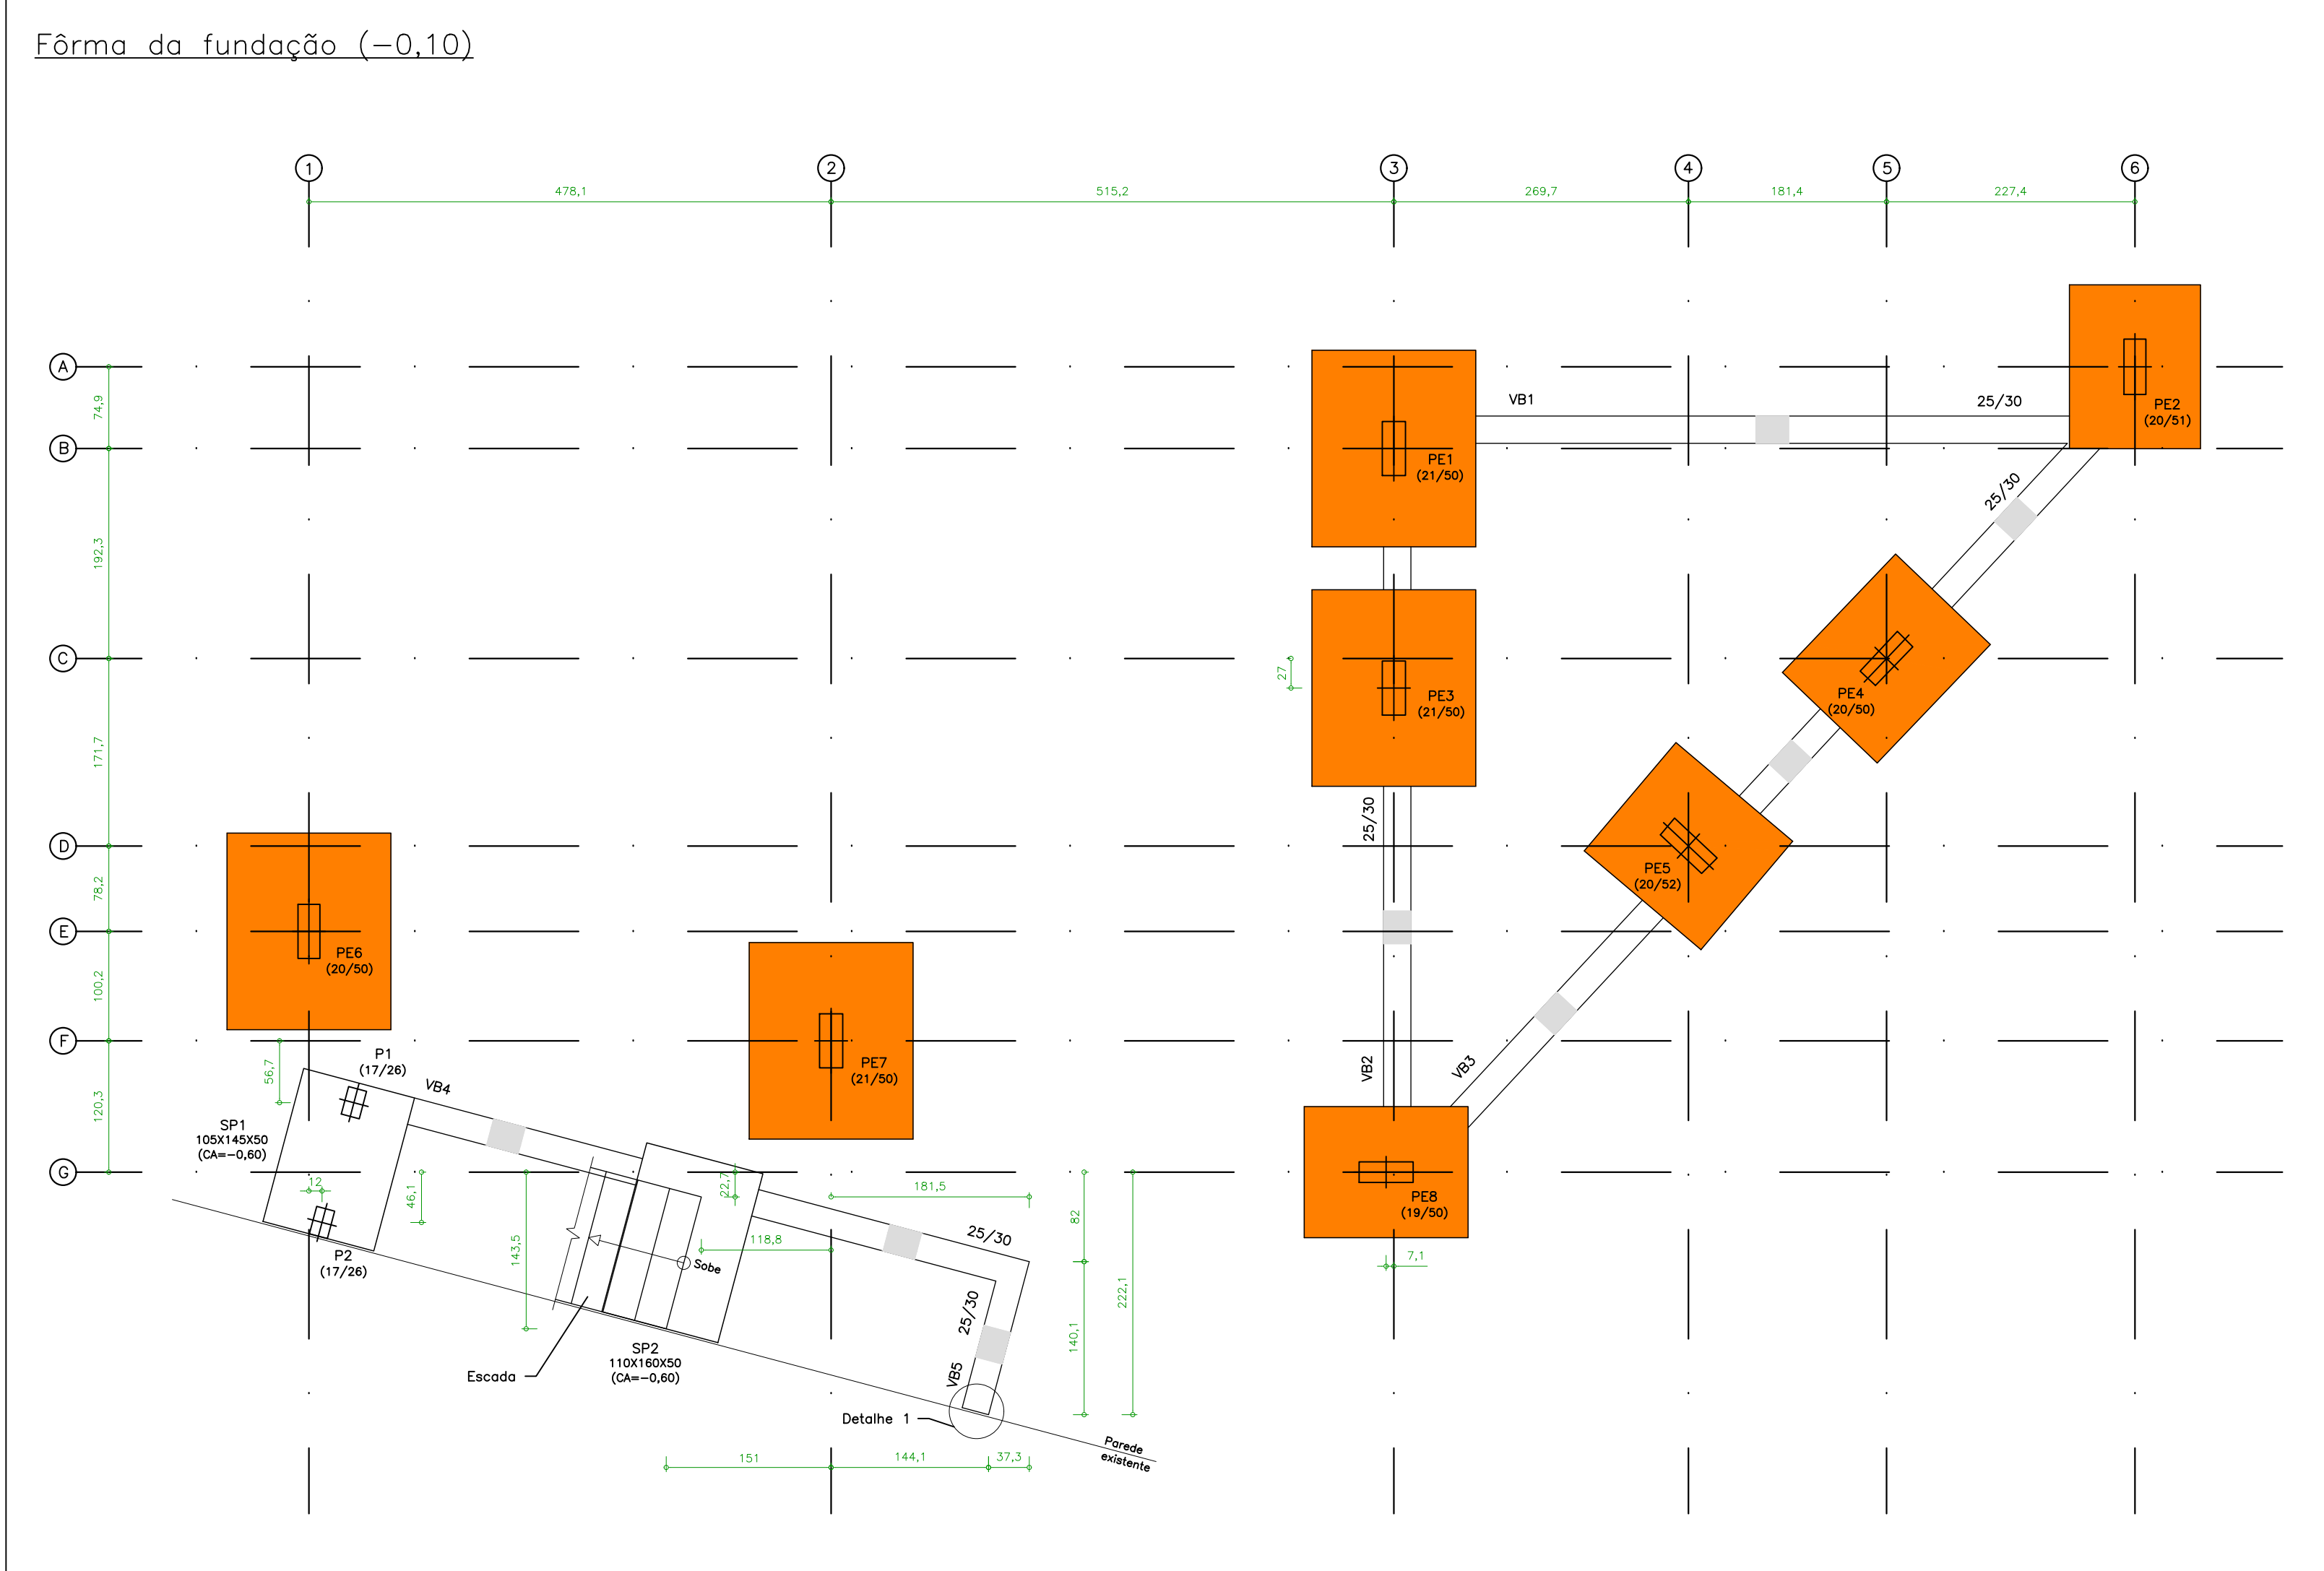 Fôrma da fundação (-0,10)
1
2
3
4
5
6
478,1
515,2
269,7
181,4
227,4
A
B
C
D
E
F
G
74,9
192,3
171,7
78,2
100,2
120,3
VB1
25/30
PE2
(20/51)
PE1
(21/50)
25/30
27
PE3
(21/50)
PE4
(20/50)
25/30
PE5
(20/52)
PE6
(20/50)
PE7
(21/50)
VB2
VB3
56,7
P1
(17/26)
VB4
SP1
105X145X50
(CA=-0,60)
12
46,1
P2
(17/26)
143,5
22,7
181,5
118,8
Sobe
25/30
82
PE8
(19/50)
7,1
25/30
140,1
222,1
SP2
110X160X50
(CA=-0,60)
Escada
VB5
Detalhe 1
Parede
existente
151
144,1
37,3